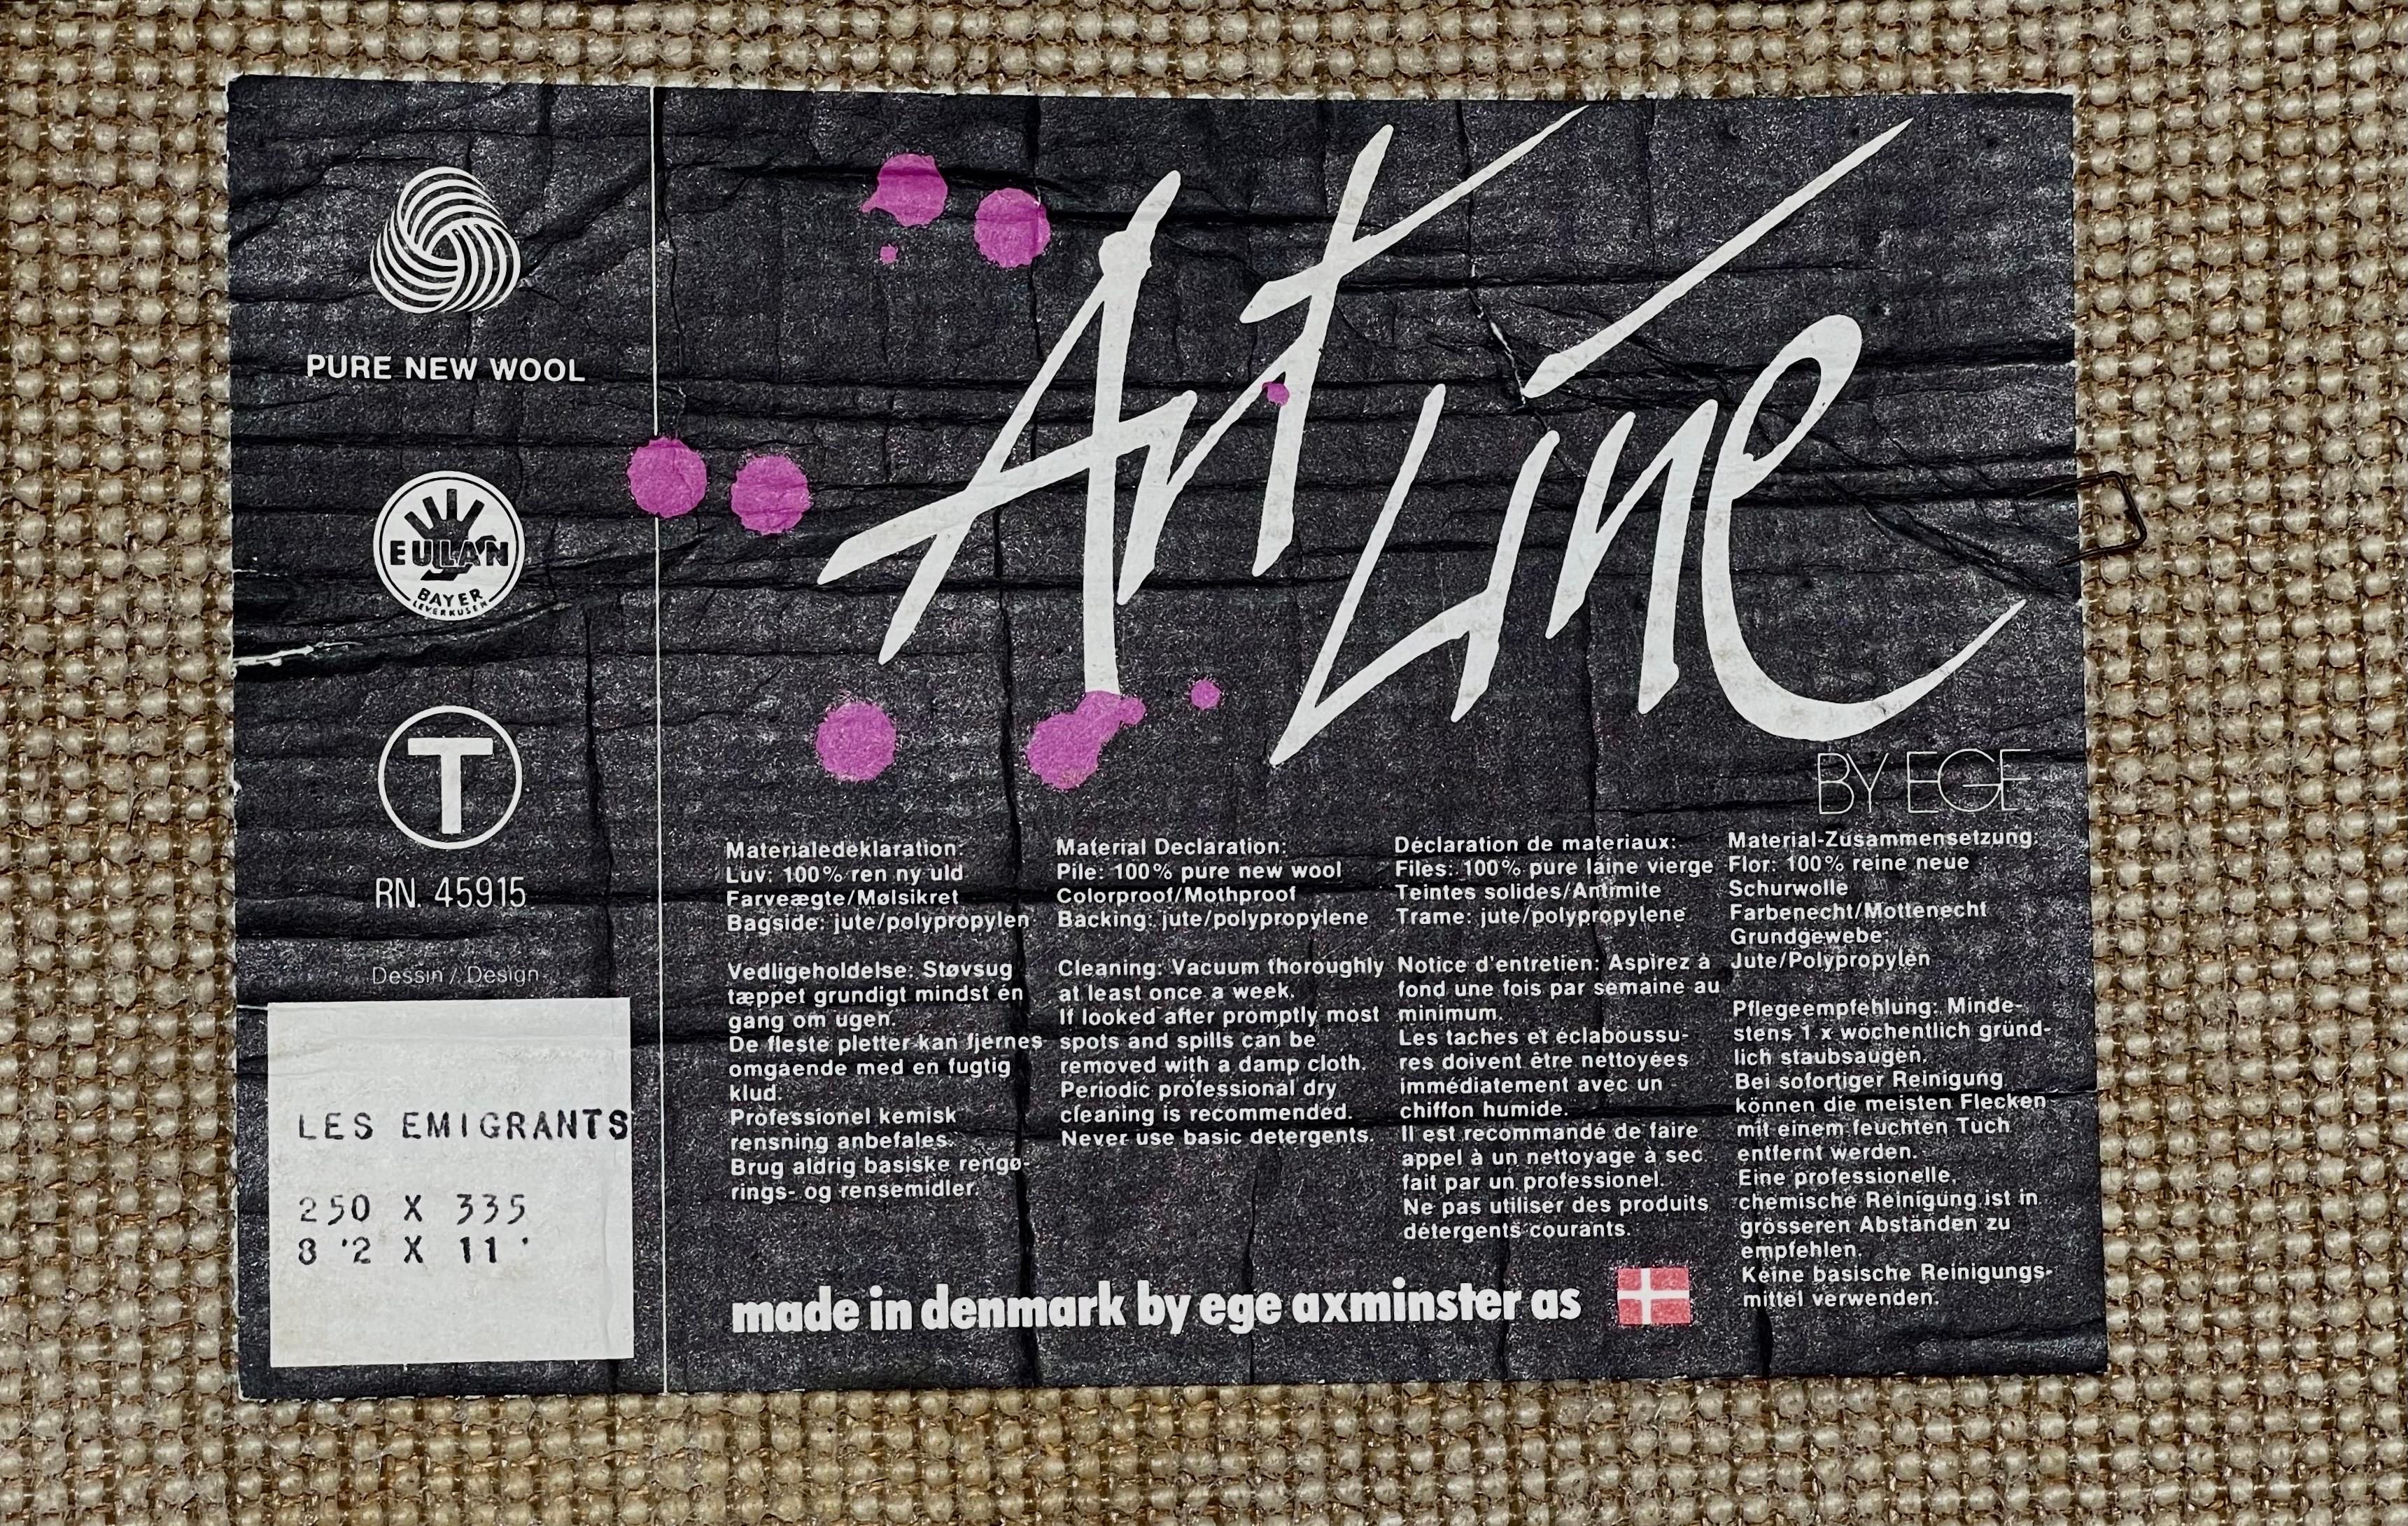 PURE NEW WOOL
EULAN
BAYER
LEVERKUSEN
T
RN. 45915
Dessin / Design
LES EMIGRANTS
250 X 335
8 '2 X 11 '
Art Line
BY EGE
Materialedeklaration:
Luv: 100% ren ny uld
Farveægte/Mølsikret
Bagside: jute/polypropylen
Vedligeholdelse: Støvsug
tæppet grundigt mindst én
gang om ugen.
De fleste pletter kan fjernes
omgående med en fugtig
klud.
Professionel kemisk
rensning anbefales.
Brug aldrig basiske rengø-
rings- og rensemidler.
Material Declaration:
Pile: 100% pure new wool
Colorproof/Mothproof
Backing: jute/polypropylene
Cleaning: Vacuum thoroughly
at least once a week.
If looked after promptly most
spots and spills can be
removed with a damp cloth.
Periodic professional dry
cleaning is recommended.
Never use basic detergents.
Déclaration de materiaux:
Files: 100% pure laine vierge
Teintes solides/Antimite
Trame: jute/polypropylene
Notice d'entretien: Aspirez à
fond une fois par semaine au
minimum.
Les taches et éclaboussu-
res doivent être nettoyées
immédiatement avec un
chiffon humide.
Il est recommandé de faire
appel à un nettoyage à sec
fait par un professionel.
Ne pas utiliser des produits
détergents courants.
Material-Zusammensetzung:
Flor: 100% reine neue
Schurwolle
Farbenecht/Mottenecht
Grundgewebe:
Jute/Polypropylen
Pflegeempfehlung: Minde-
stens 1 x wöchentlich gründ-
lich staubsaugen.
Bei sofortiger Reinigung
können die meisten Flecken
mit einem feuchten Tuch
entfernt werden.
Eine professionelle,
chemische Reinigung ist in
grösseren Abständen zu
empfehlen.
Keine basische Reinigungs-
mittel verwenden.
made in denmark by ege axminster as